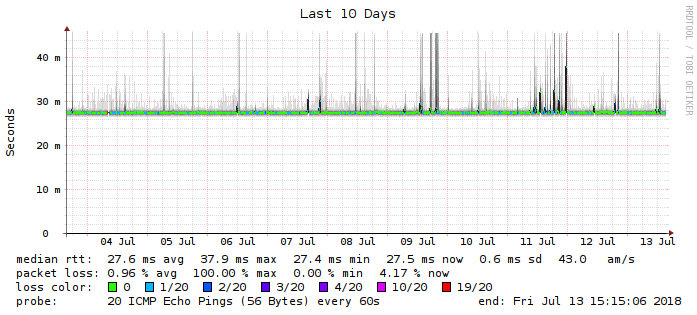 Last 10 Days
RRDTOOL / TOBI OETIKER
Seconds
40 m
30 m
20 m
10 m
0
04 Jul 05 Jul 06 Jul 07 Jul 08 Jul 09 Jul 10 Jul 11 Jul 12 Jul 13 Jul
median rtt: 27.6 ms avg 37.9 ms max 27.4 ms min 27.5 ms now 0.6 ms sd 43.0 am/s
packet loss: 0.96 % avg 100.00 % max 0.00 % min 4.17 % now
loss color: 0 1/20 2/20 3/20 4/20 10/20 19/20
probe: 20 ICMP Echo Pings (56 Bytes) every 60s end: Fri Jul 13 15:15:06 2018